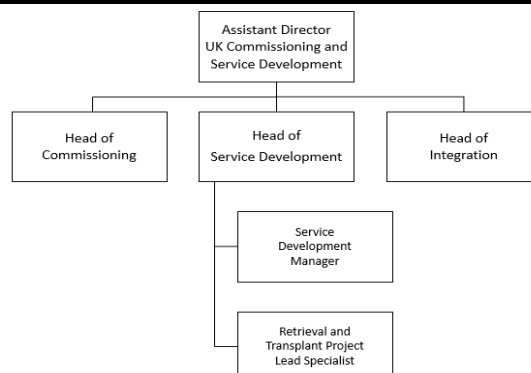 Assistant Director
UK Commissioning and
Service Development
Head of
Commissioning
Head of
Service Development
Head of
Integration
Service
Development
Manager
Retrieval and
Transplant Project
Lead Specialist